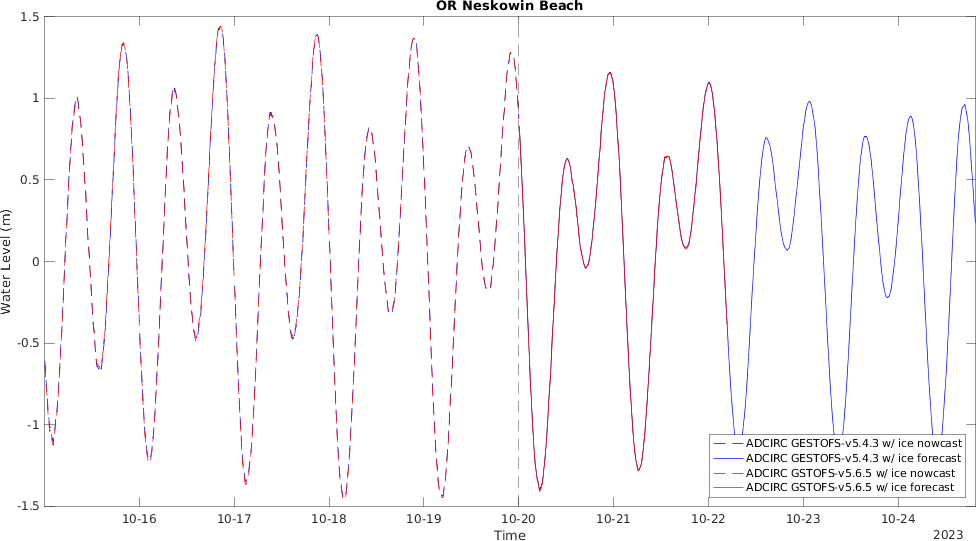 OR Neskowin Beach
1.5
1
0.5
0
-0.5
-1
-1.5
Water Level (m)
ADCIRC GESTOFS-v5.4.3 w/ ice nowcast
ADCIRC GESTOFS-v5.4.3 w/ ice forecast
ADCIRC GSTOFS-v5.6.5 w/ ice nowcast
ADCIRC GSTOFS-v5.6.5 w/ ice forecast
10-16 10-17 10-18 10-19 10-20 10-21 10-22 10-23 10-24
Time
2023